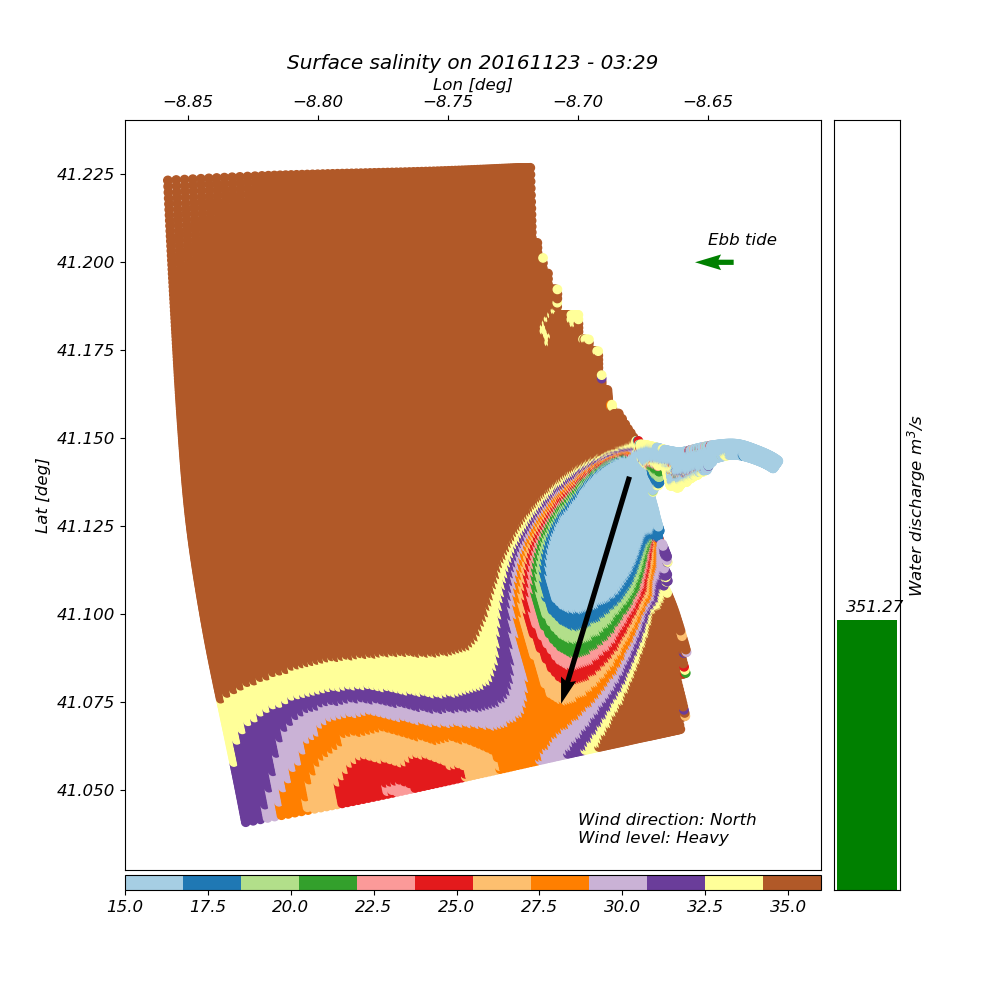 Surface salinity on 20161123 - 03:29
Lon [deg]
−8.85 −8.80 −8.75 −8.70 −8.65
41.225
41.200
41.175
41.150
41.125
41.100
41.075
41.050
Lat [deg]
Ebb tide
Wind direction: North
Wind level: Heavy
15.0 17.5 20.0 22.5 25.0 27.5 30.0 32.5 35.0
351.27
Water discharge m³/s